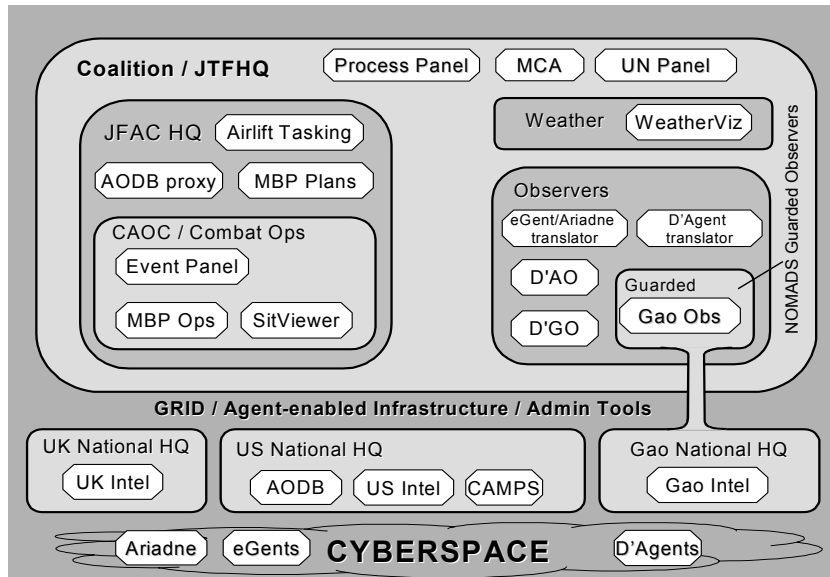 Coalition / JTFHQ
Process Panel
MCA
UN Panel
JFAC HQ
Airlift Tasking
AODB proxy
MBP Plans
CAOC / Combat Ops
Event Panel
MBP Ops
SitViewer
Weather
WeatherViz
Observers
eGent/Ariadne
translator
D'Agent
translator
D'AO
D'GO
Guarded
Gao Obs
NOMADS Guarded Observers
GRID / Agent-enabled Infrastructure / Admin Tools
UK National HQ
UK Intel
US National HQ
AODB
US Intel
CAMPS
Gao National HQ
Gao Intel
Ariadne
eGents
CYBERSPACE
D'Agents